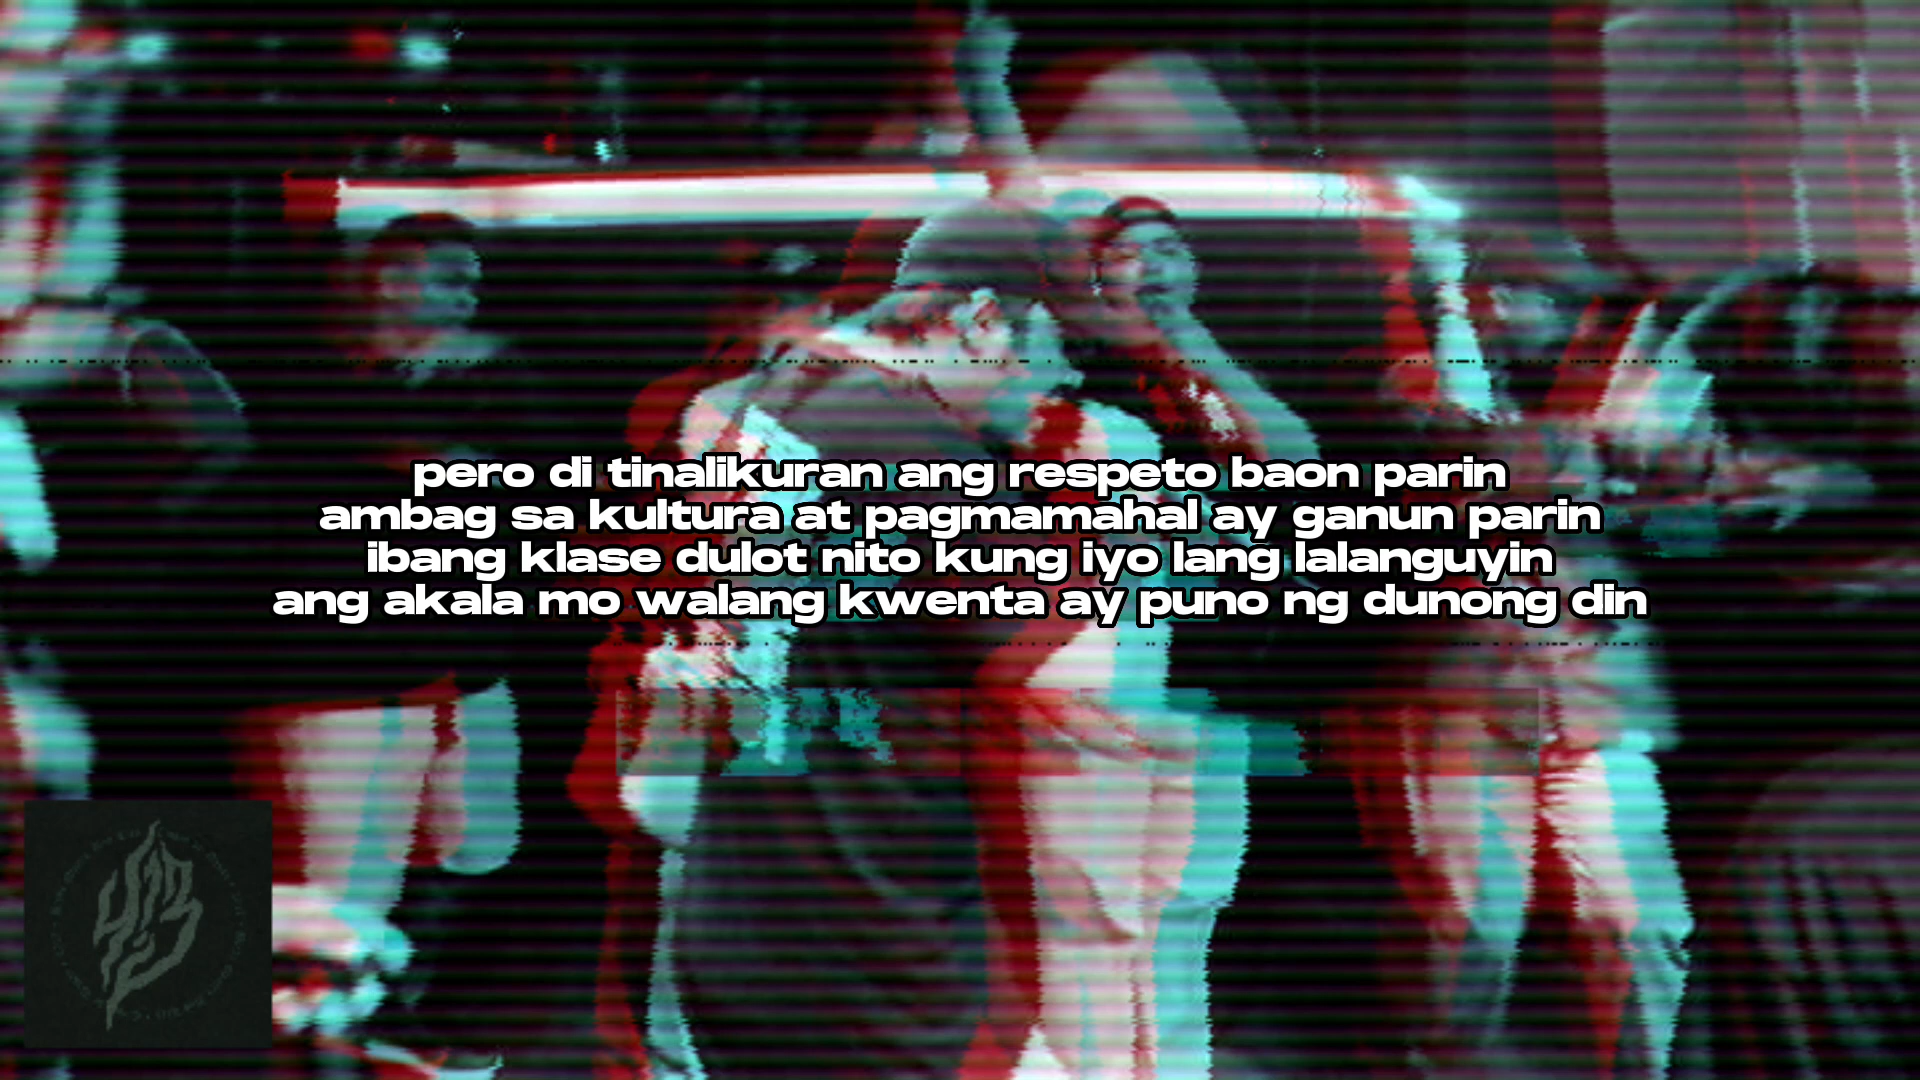 pero di tinalikuran ang respeto baon parin
ambag sa kultura at pagmamahal ay ganun parin
ibang klase dulot nito kung iyo lang lalanguyin
ang akala mo walang kwenta ay puno ng dunong din